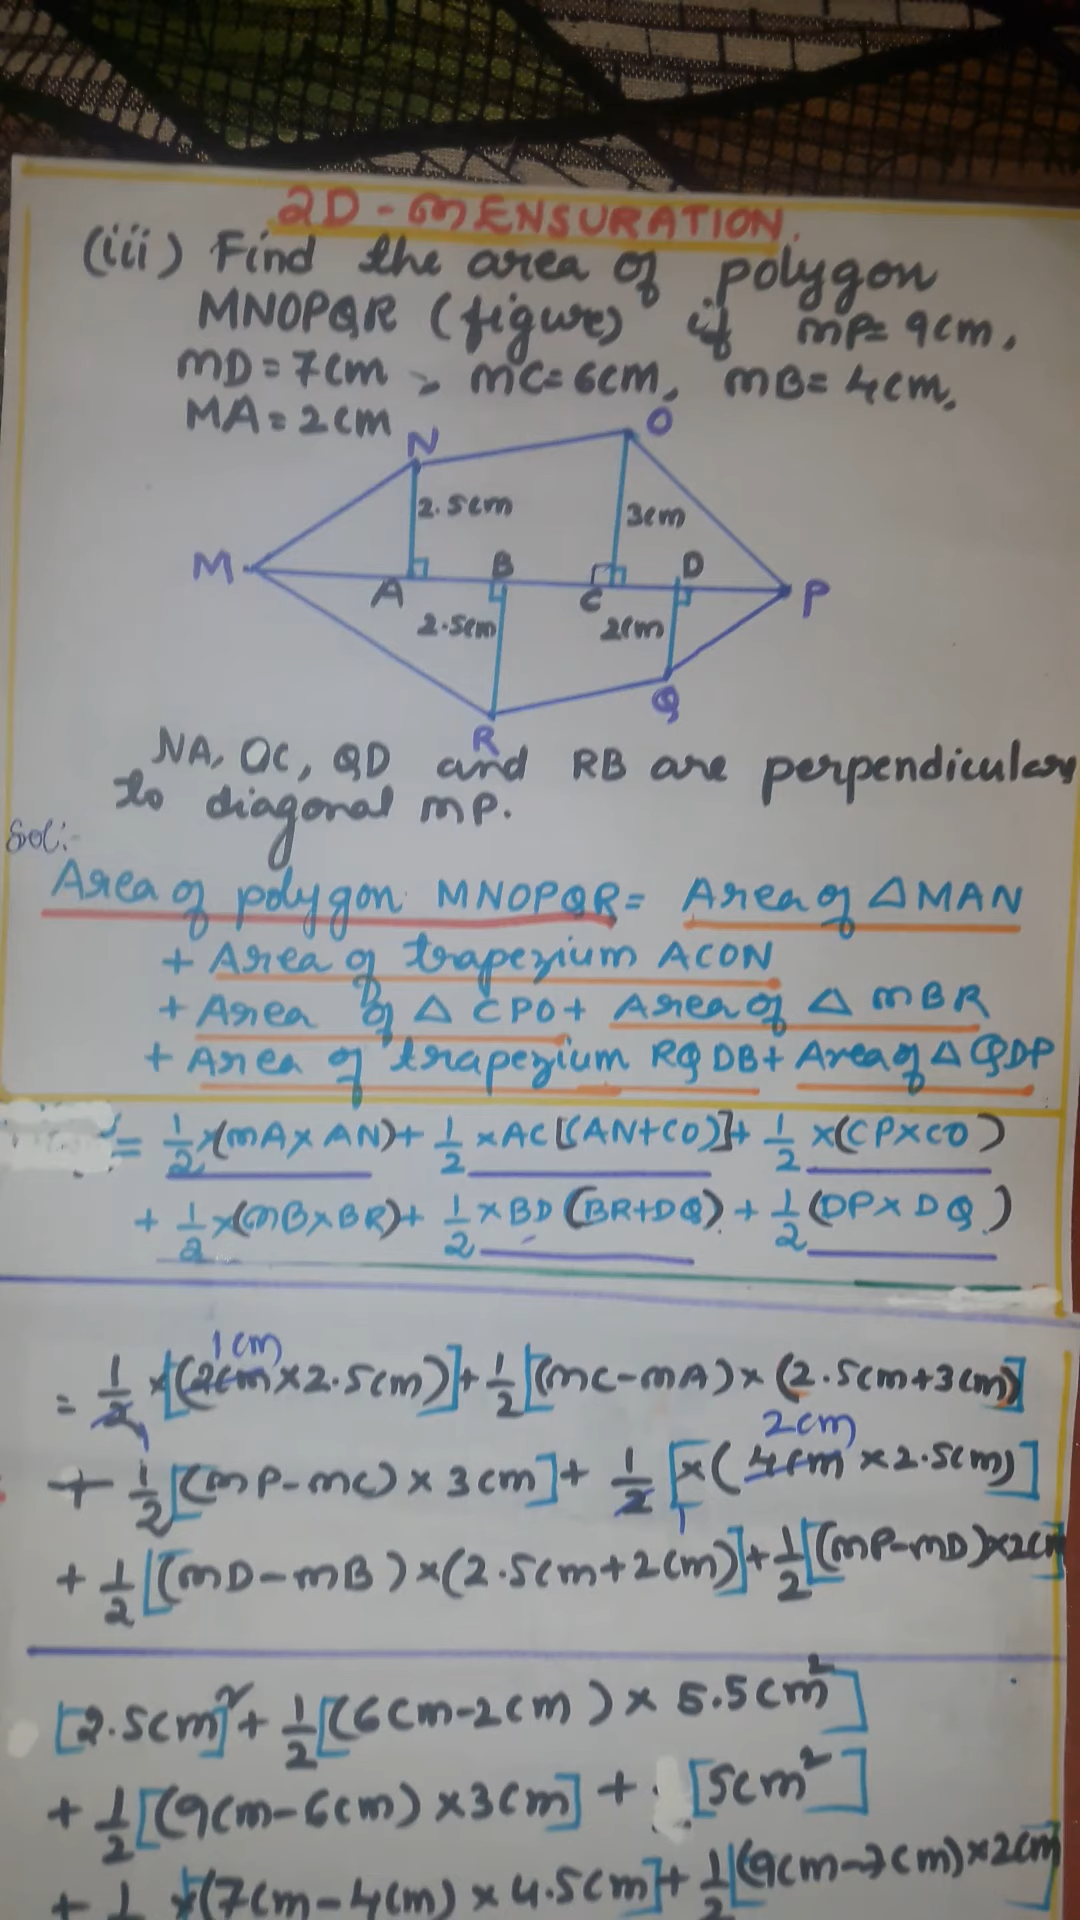 2D-MENSURATION.
(iii) Find the area of polygon
MNOPQR (figure) if MP=9cm,
MD=7cm, MC=6cm, MB=4cm,
MA=2cm
N O
2.5cm 3cm
M A B C D P
2.5cm 2cm
Q
R
NA, OC, QD and RB are perpendiculars
to diagonal MP.
Sol:-
Area of polygon MNOPQR= Area of △MAN
+ Area of trapezium ACON
+ Area of △ CPO+ Area of △ MBR
+ Area of trapezium RQDB+ Area of △ QDP
= 1/2 ×(MA×AN)+ 1/2 ×AC[(AN+CO)]+ 1/2 ×(CP×CO)
+ 1/2 ×(MB×BR)+ 1/2 ×BD (BR+DQ) + 1/2 (DP×DQ)
1cm
= 1/2 ×[(2cm×2.5cm)]+ 1/2 [(MC-MA)× (2.5cm+3cm)]
1 2cm
+ 1/2 [(MP-MC)×3cm]+ 1/2 [×(4cm×2.5cm)]
1
+ 1/2 [(MD-MB)×(2.5cm+2cm)]+ 1/2 [(MP-MD)×2cm]
[2.5cm]²+ 1/2 [(6cm-2cm)× 5.5cm²]
+ 1/2 [(9cm-6cm)×3cm] + [5cm²]
+ 1 ×(7cm-4cm)×4.5cm]+ 1/2 [(9cm-7cm)×2cm]